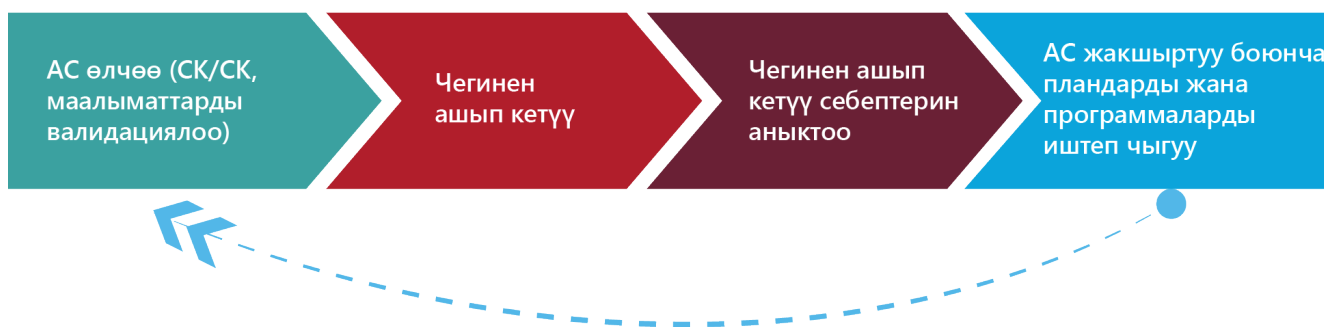 АС өлчөө (СК/СК,
маалыматтарды
валидациялоо)
Чегинен
ашып кетүү
Чегинен ашып
кетүү себептерин
аныктоо
АС жакшыртуу боюнча
пландарды жана
программаларды
иштеп чыгуу